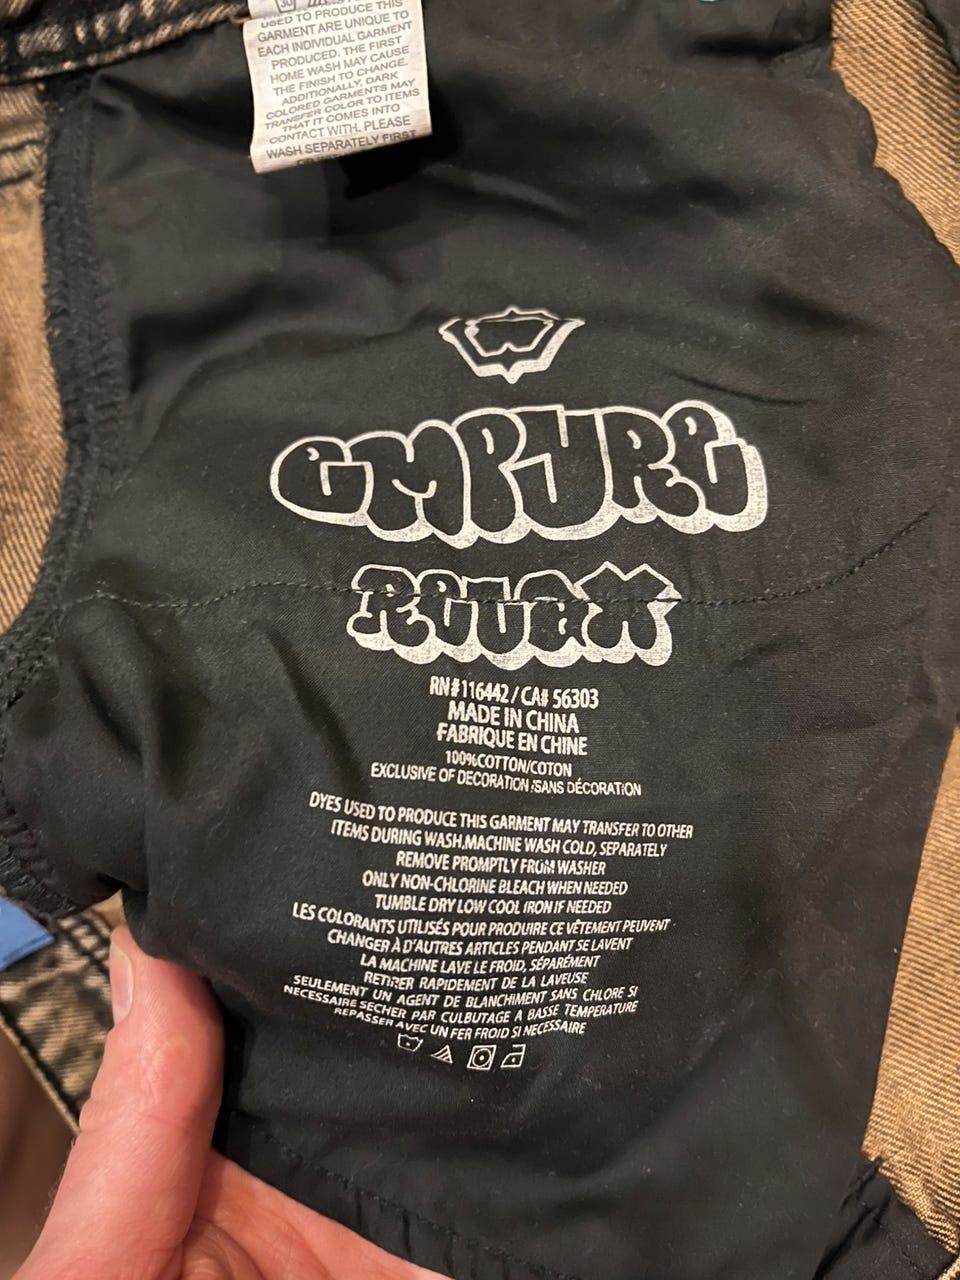 30
USED TO PRODUCE THIS
GARMENT ARE UNIQUE TO
EACH INDIVIDUAL GARMENT
PRODUCED. THE FIRST
HOME WASH MAY CAUSE
THE FINISH TO CHANGE.
ADDITIONALLY, DARK
COLORED GARMENTS MAY
TRANSFER COLOR TO ITEMS
THAT IT COMES INTO
CONTACT WITH. PLEASE
WASH SEPARATELY FIRST
EMPYRE
RELAX
RN#116442 / CA# 56303
MADE IN CHINA
FABRIQUE EN CHINE
100%COTTON/COTON
EXCLUSIVE OF DECORATION /SANS DÉCORATION
DYES USED TO PRODUCE THIS GARMENT MAY TRANSFER TO OTHER
ITEMS DURING WASH.MACHINE WASH COLD, SEPARATELY
REMOVE PROMPTLY FROM WASHER
ONLY NON-CHLORINE BLEACH WHEN NEEDED
TUMBLE DRY LOW COOL IRON IF NEEDED
LES COLORANTS UTILISÉS POUR PRODUIRE CE VÊTEMENT PEUVENT
CHANGER À D'AUTRES ARTICLES PENDANT SE LAVENT
LA MACHINE LAVE LE FROID, SÉPARÉMENT
RETIRER RAPIDEMENT DE LA LAVEUSE
SEULEMENT UN AGENT DE BLANCHIMENT SANS CHLORE SI
NECESSAIRE SECHER PAR CULBUTAGE A BASSE TEMPERATURE
REPASSER AVEC UN FER FROID SI NECESSAIRE